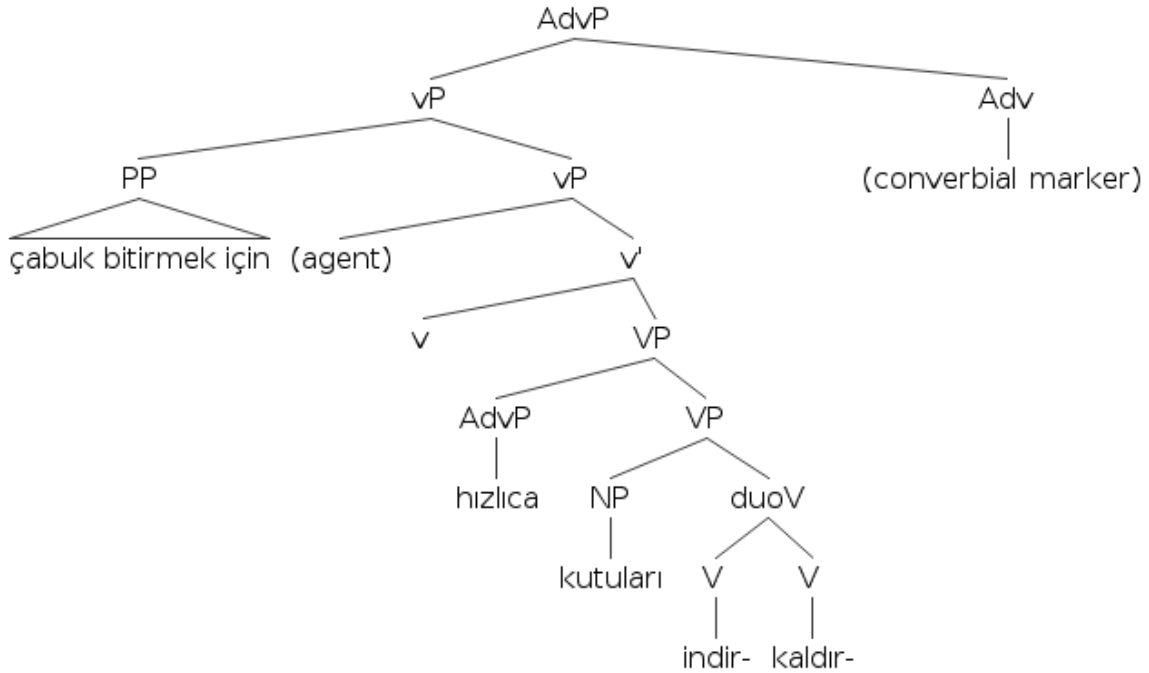 AdvP
vP Adv
PP vP (converbial marker)
çabuk bitirmek için (agent) v'
v VP
AdvP VP
hızlıca NP duoV
kutuları V V
indir- kaldır-